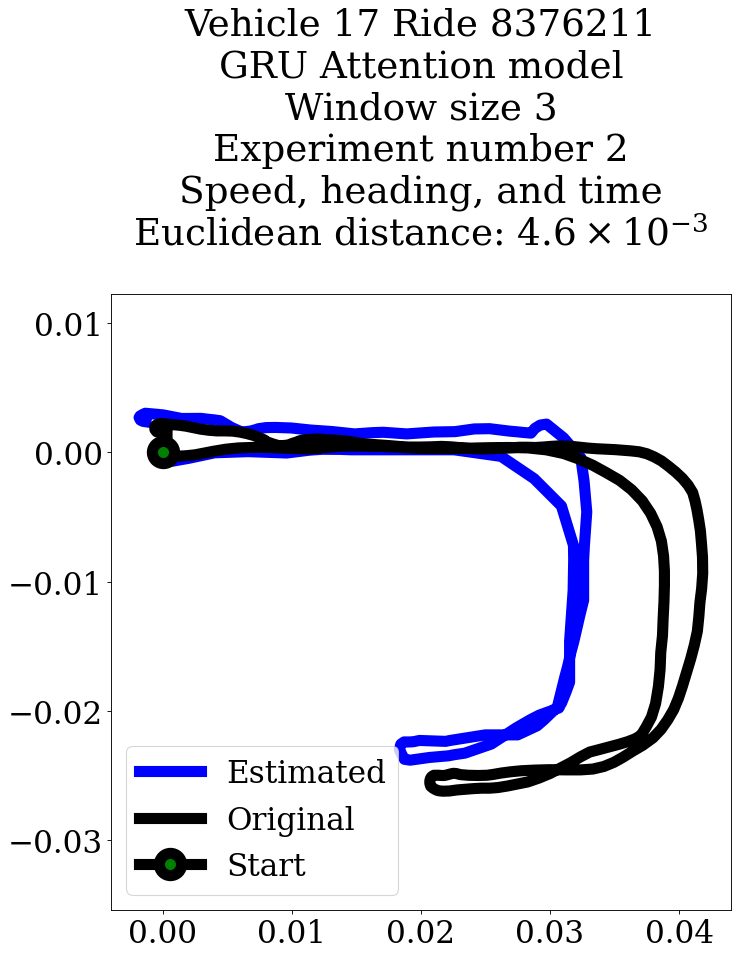 Vehicle 17 Ride 8376211
GRU Attention model
Window size 3
Experiment number 2
Speed, heading, and time
Euclidean distance: 4.6 × 10⁻³
0.01
0.00
−0.01
−0.02
−0.03
Estimated
Original
Start
0.00 0.01 0.02 0.03 0.04